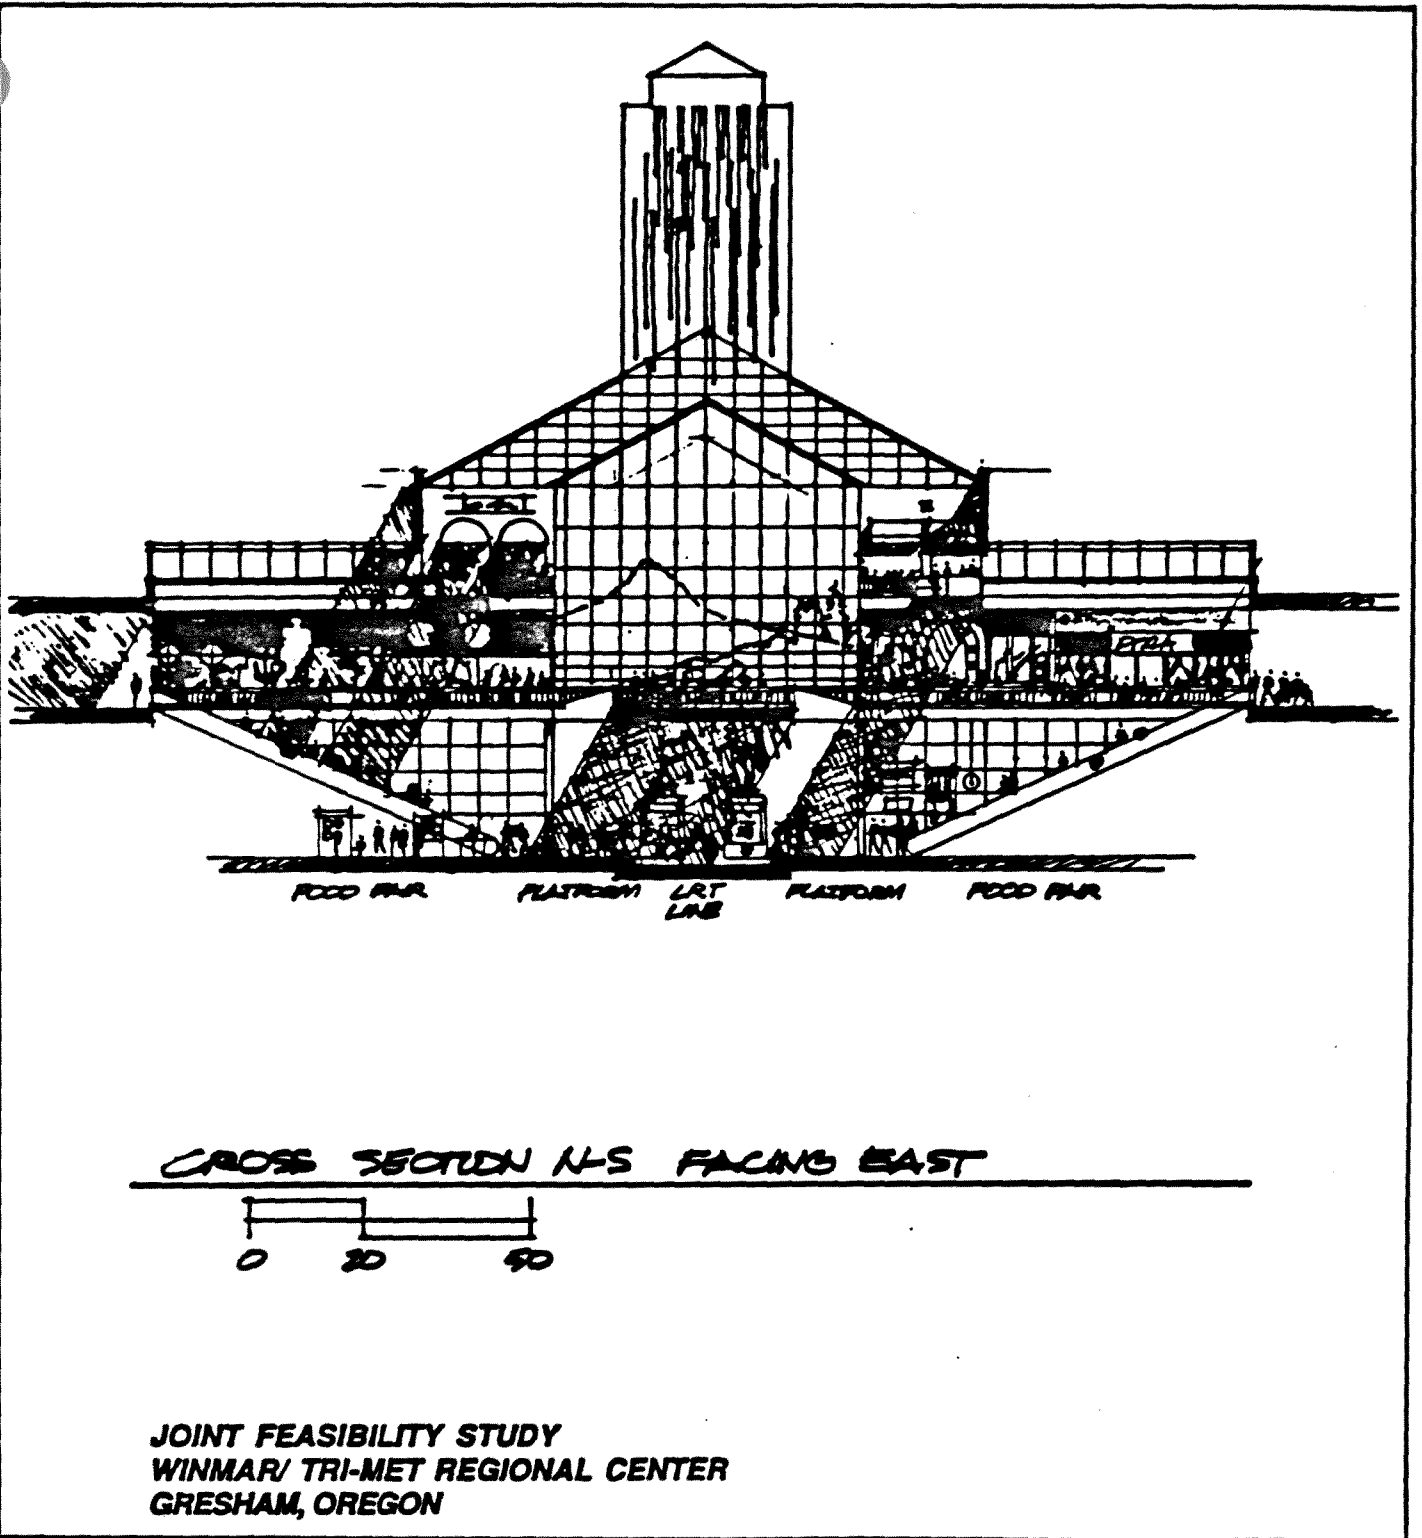 FOOD FAIR PLATFORM LRT PLATFORM FOOD FAIR
LINE
CROSS SECTION N-S FACING EAST
0 20 50
JOINT FEASIBILITY STUDY
WINMAR/ TRI-MET REGIONAL CENTER
GRESHAM, OREGON